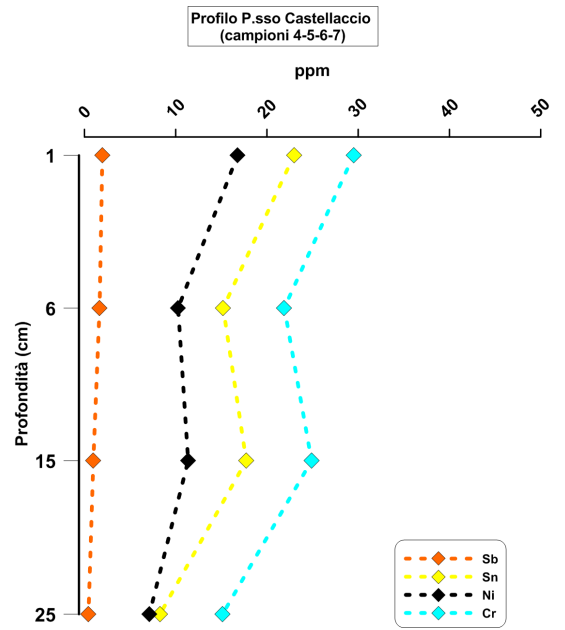 Profilo P.sso Castellaccio
(campioni 4-5-6-7)
ppm
0 10 20 30 40 50
1
6
15
25
Profondità (cm)
Sb
Sn
Ni
Cr